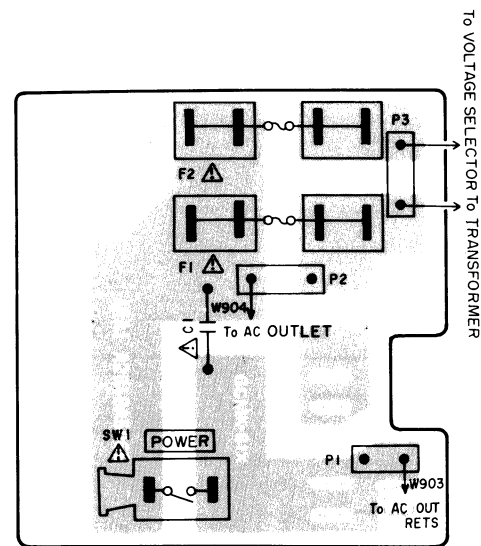 To VOLTAGE SELECTOR To TRANSFORMER
P3
F2
F1
P2
W904
C1
To AC OUTLET
SW1
POWER
P1
W903
To AC OUT
RETS